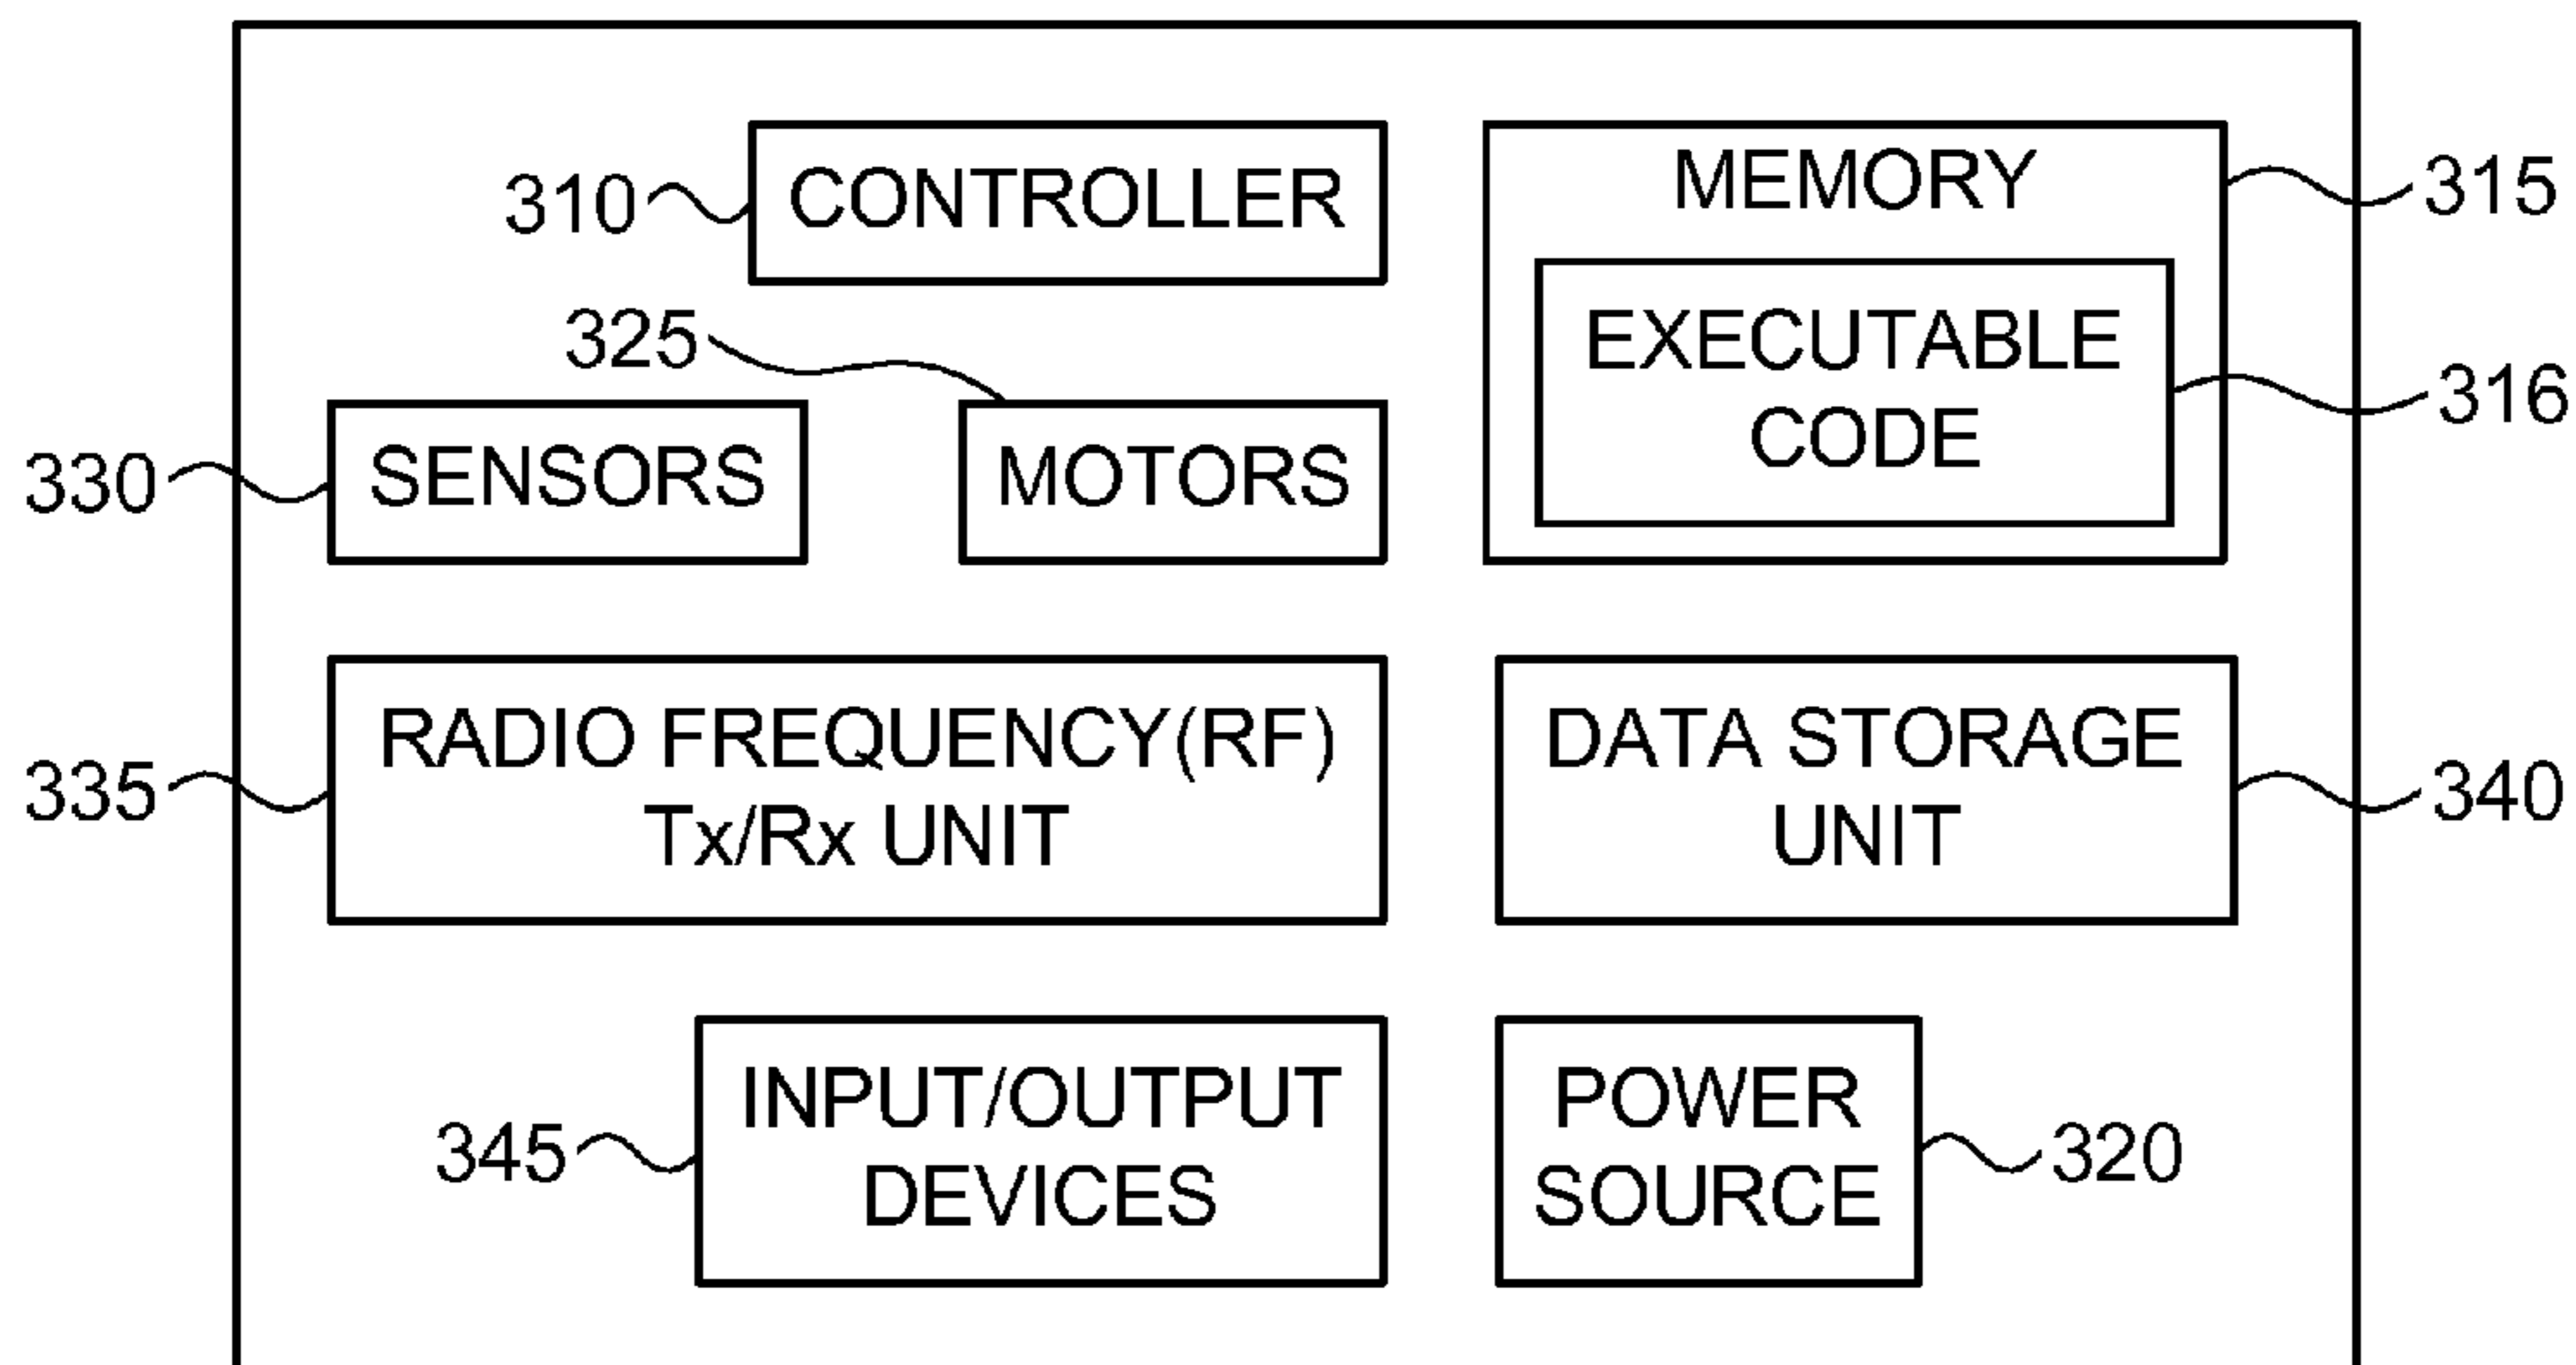 310
CONTROLLER
MEMORY
315
325
EXECUTABLE
CODE
316
330
SENSORS
MOTORS
335
RADIO FREQUENCY(RF)
Tx/Rx UNIT
DATA STORAGE
UNIT
340
345
INPUT/OUTPUT
DEVICES
POWER
SOURCE
320